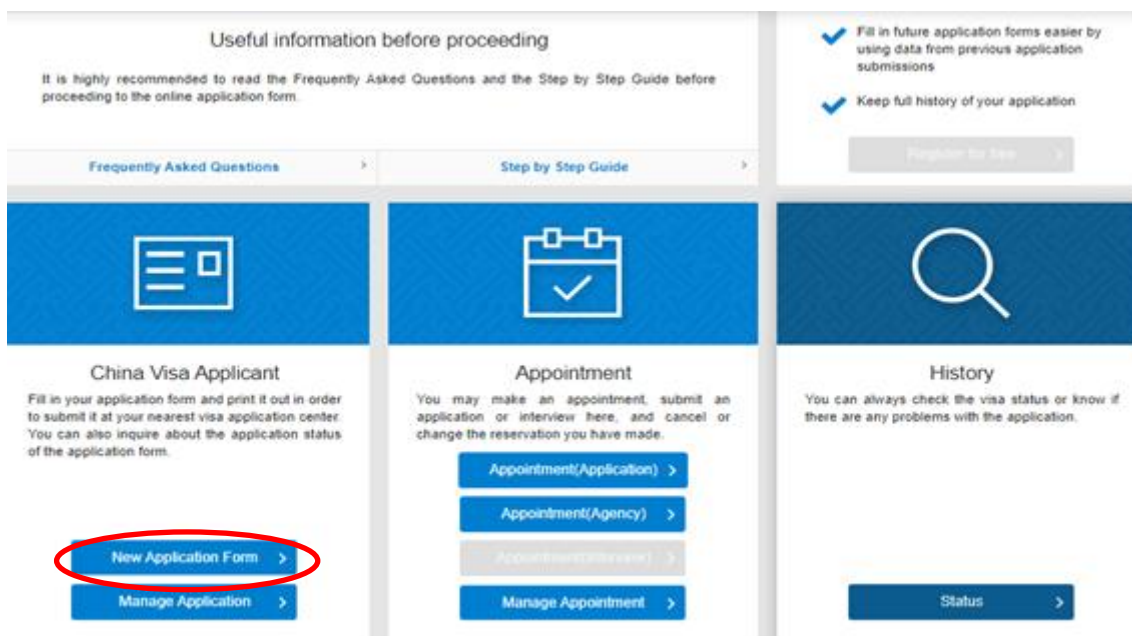 Useful information before proceeding
It is highly recommended to read the Frequently Asked Questions and the Step by Step Guide before
proceeding to the online application form.
Frequently Asked Questions
Step by Step Guide
Fill in future application forms easier by
using data from previous application
submissions
Keep full history of your application
Register for free
China Visa Applicant
Fill in your application form and print it out in order
to submit it at your nearest visa application center.
You can also inquire about the application status
of the application form.
New Application Form
Manage Application
Appointment
You may make an appointment, submit an
application or interview here, and cancel or
change the reservation you have made.
Appointment(Application)
Appointment(Agency)
Appointment(Interview)
Manage Appointment
History
You can always check the visa status or know if
there are any problems with the application.
Status